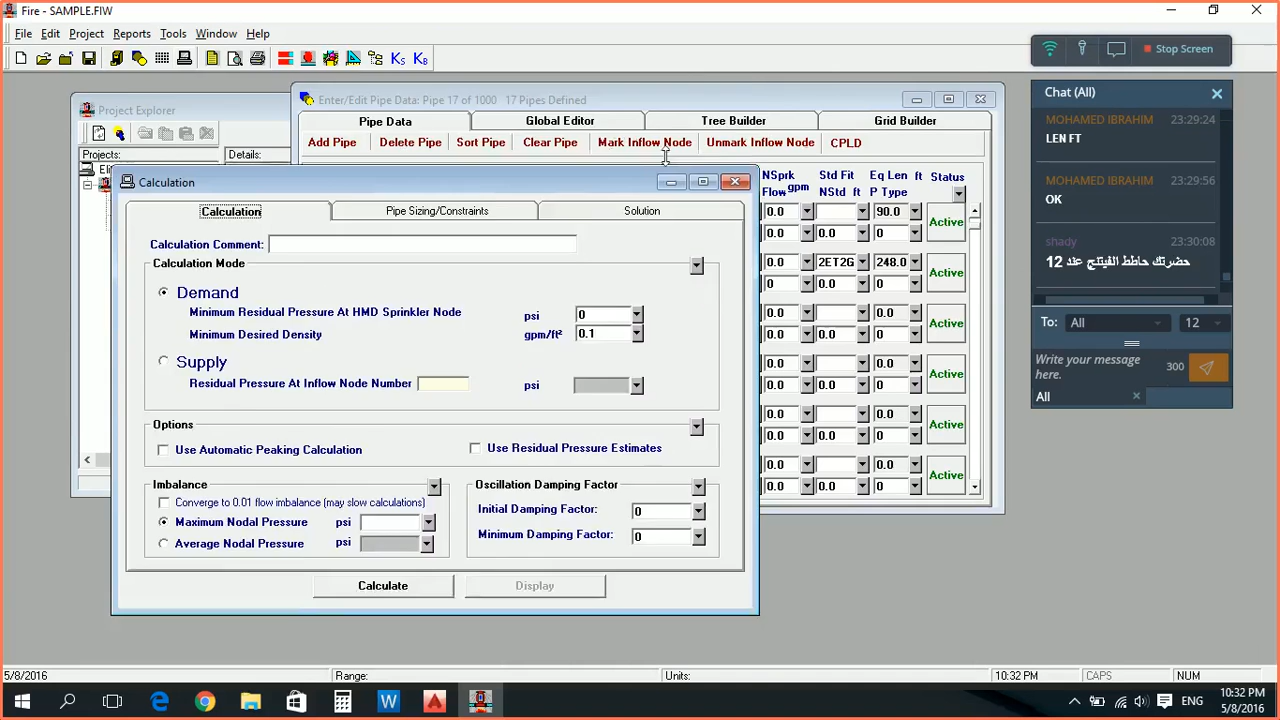 Fire - SAMPLE.FIW
File Edit Project Reports Tools Window Help
KS KB
Stop Screen
Project Explorer
Projects: Details:
Eli
Enter/Edit Pipe Data: Pipe 17 of 1000 17 Pipes Defined
Pipe Data Global Editor Tree Builder Grid Builder
Add Pipe Delete Pipe Sort Pipe Clear Pipe Mark Inflow Node Unmark Inflow Node CPLD
NSprk Std Fit Eq Len ft Status
Flow gpm NStd ft P Type
0.0 90.0 Active
0.0 0.0 0
0.0 2ET2G 248.0 Active
0 0.0 0
0.0 0.0 Active
0.0 0.0 0
0.0 0.0 Active
0.0 0.0 0
0.0 0.0 Active
0.0 0.0 0
0.0 0.0 Active
0.0 0.0 0
Calculation
Calculation Pipe Sizing/Constraints Solution
Calculation Comment:
Calculation Mode
Demand
Minimum Residual Pressure At HMD Sprinkler Node psi 0
Minimum Desired Density gpm/ft² 0.1
Supply
Residual Pressure At Inflow Node Number psi
Options
Use Automatic Peaking Calculation Use Residual Pressure Estimates
Imbalance
Converge to 0.01 flow imbalance (may slow calculations)
Maximum Nodal Pressure psi
Average Nodal Pressure psi
Oscillation Damping Factor
Initial Damping Factor: 0
Minimum Damping Factor: 0
Calculate Display
Chat (All)
MOHAMED IBRAHIM 23:29:24
LEN FT
MOHAMED IBRAHIM 23:29:56
OK
shady 23:30:08
حضرتك حاطط الفيتنج عند 12
To: All 12
Write your message here. 300
All
5/8/2016 Range: Units: 10:32 PM CAPS NUM
W ENG 10:32 PM
5/8/2016